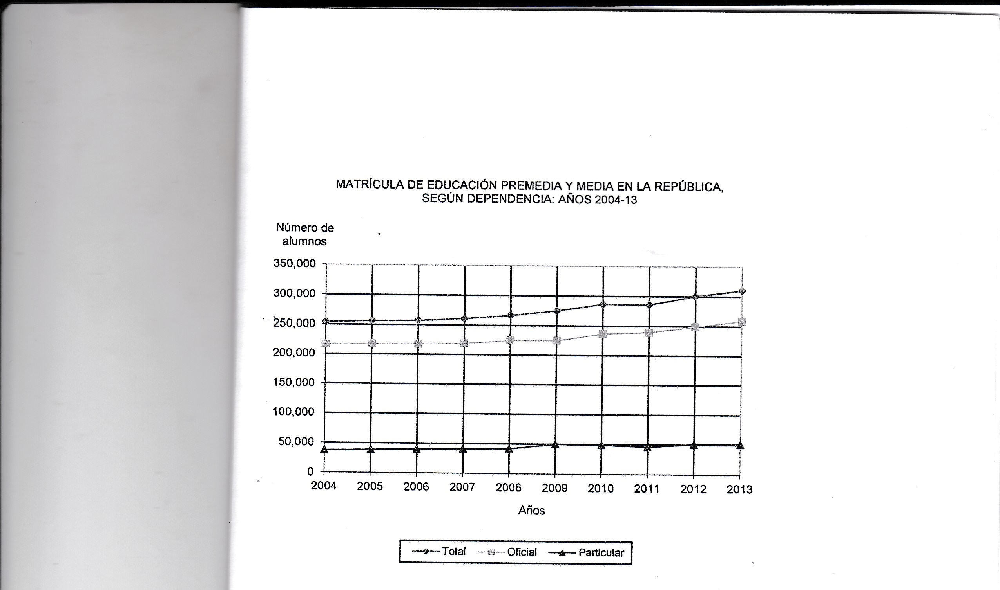 MATRÍCULA DE EDUCACIÓN PREMEDIA Y MEDIA EN LA REPÚBLICA,
SEGÚN DEPENDENCIA: AÑOS 2004-13
Número de
alumnos
350,000
300,000
250,000
200,000
150,000
100,000
50,000
0
2004 2005 2006 2007 2008 2009 2010 2011 2012 2013
Años
Total Oficial Particular